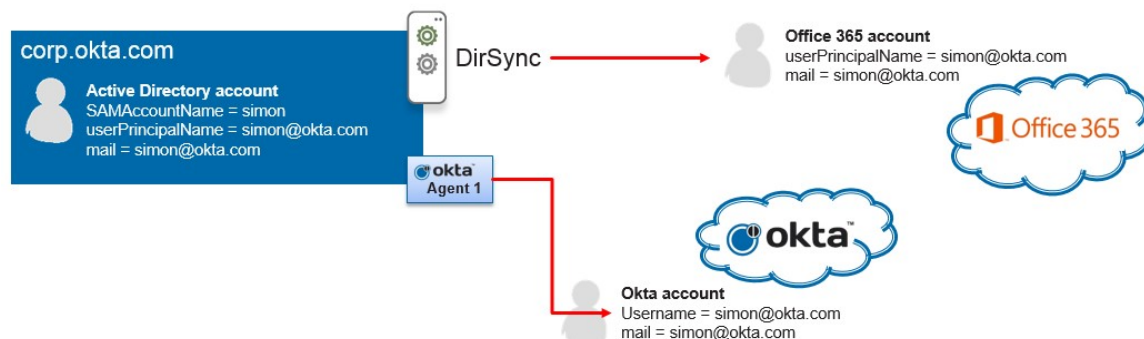 corp.okta.com
Active Directory account
SAMAccountName = simon
userPrincipalName = simon@okta.com
mail = simon@okta.com
DirSync
Office 365 account
userPrincipalName = simon@okta.com
mail = simon@okta.com
Office 365
okta
Agent 1
okta™
Okta account
Username = simon@okta.com
mail = simon@okta.com